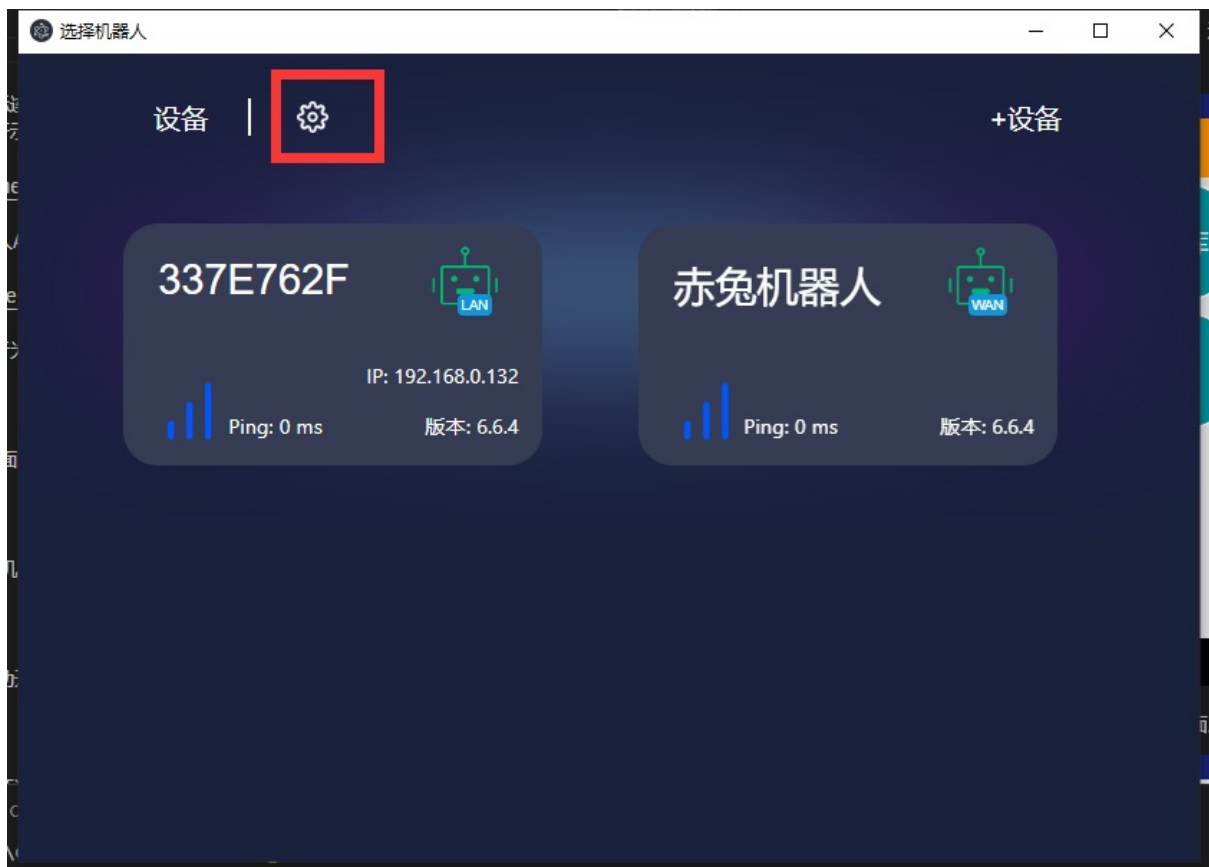 选择机器人
设备
+设备
337E762F
LAN
IP: 192.168.0.132
Ping: 0 ms
版本: 6.6.4
赤兔机器人
WAN
Ping: 0 ms
版本: 6.6.4